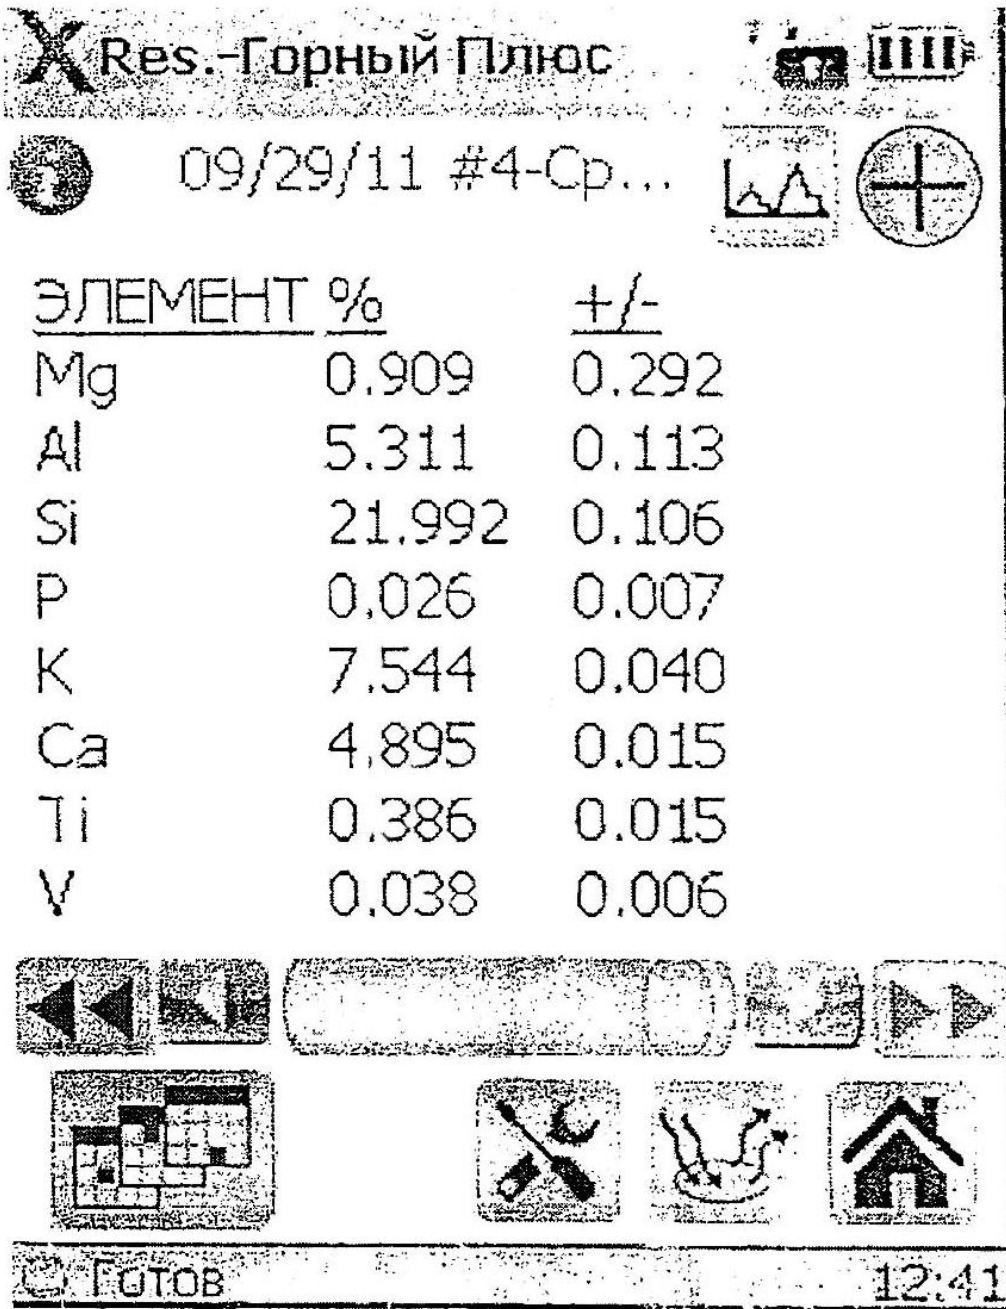 X Res.-Горный Плюс
09/29/11 #4-Ср...
ЭЛЕМЕНТ % +/-
Mg 0.909 0.292
Al 5.311 0.113
Si 21.992 0.106
P 0.026 0.007
K 7.544 0.040
Ca 4.895 0.015
Ti 0.386 0.015
V 0.038 0.006
Готов 12:41